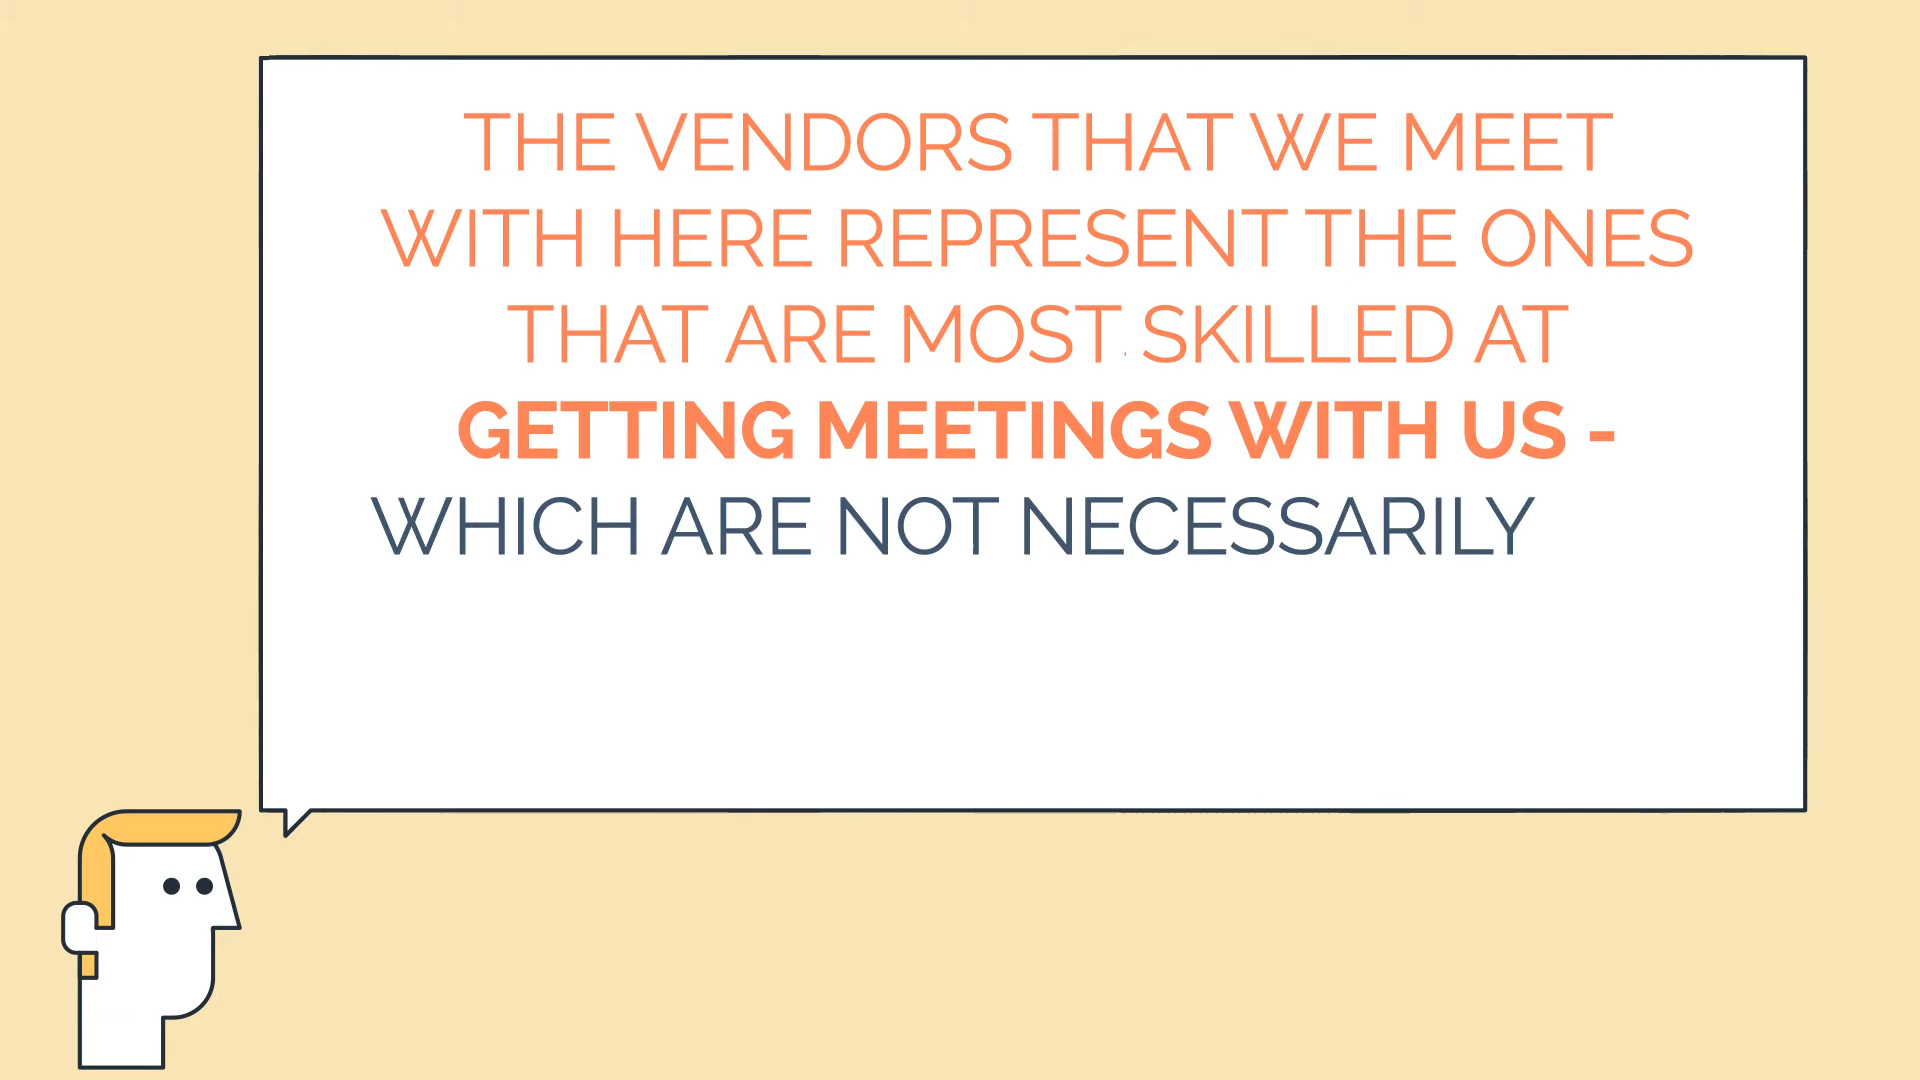 THE VENDORS THAT WE MEET
WITH HERE REPRESENT THE ONES
THAT ARE MOST SKILLED AT
GETTING MEETINGS WITH US -
WHICH ARE NOT NECESSARILY